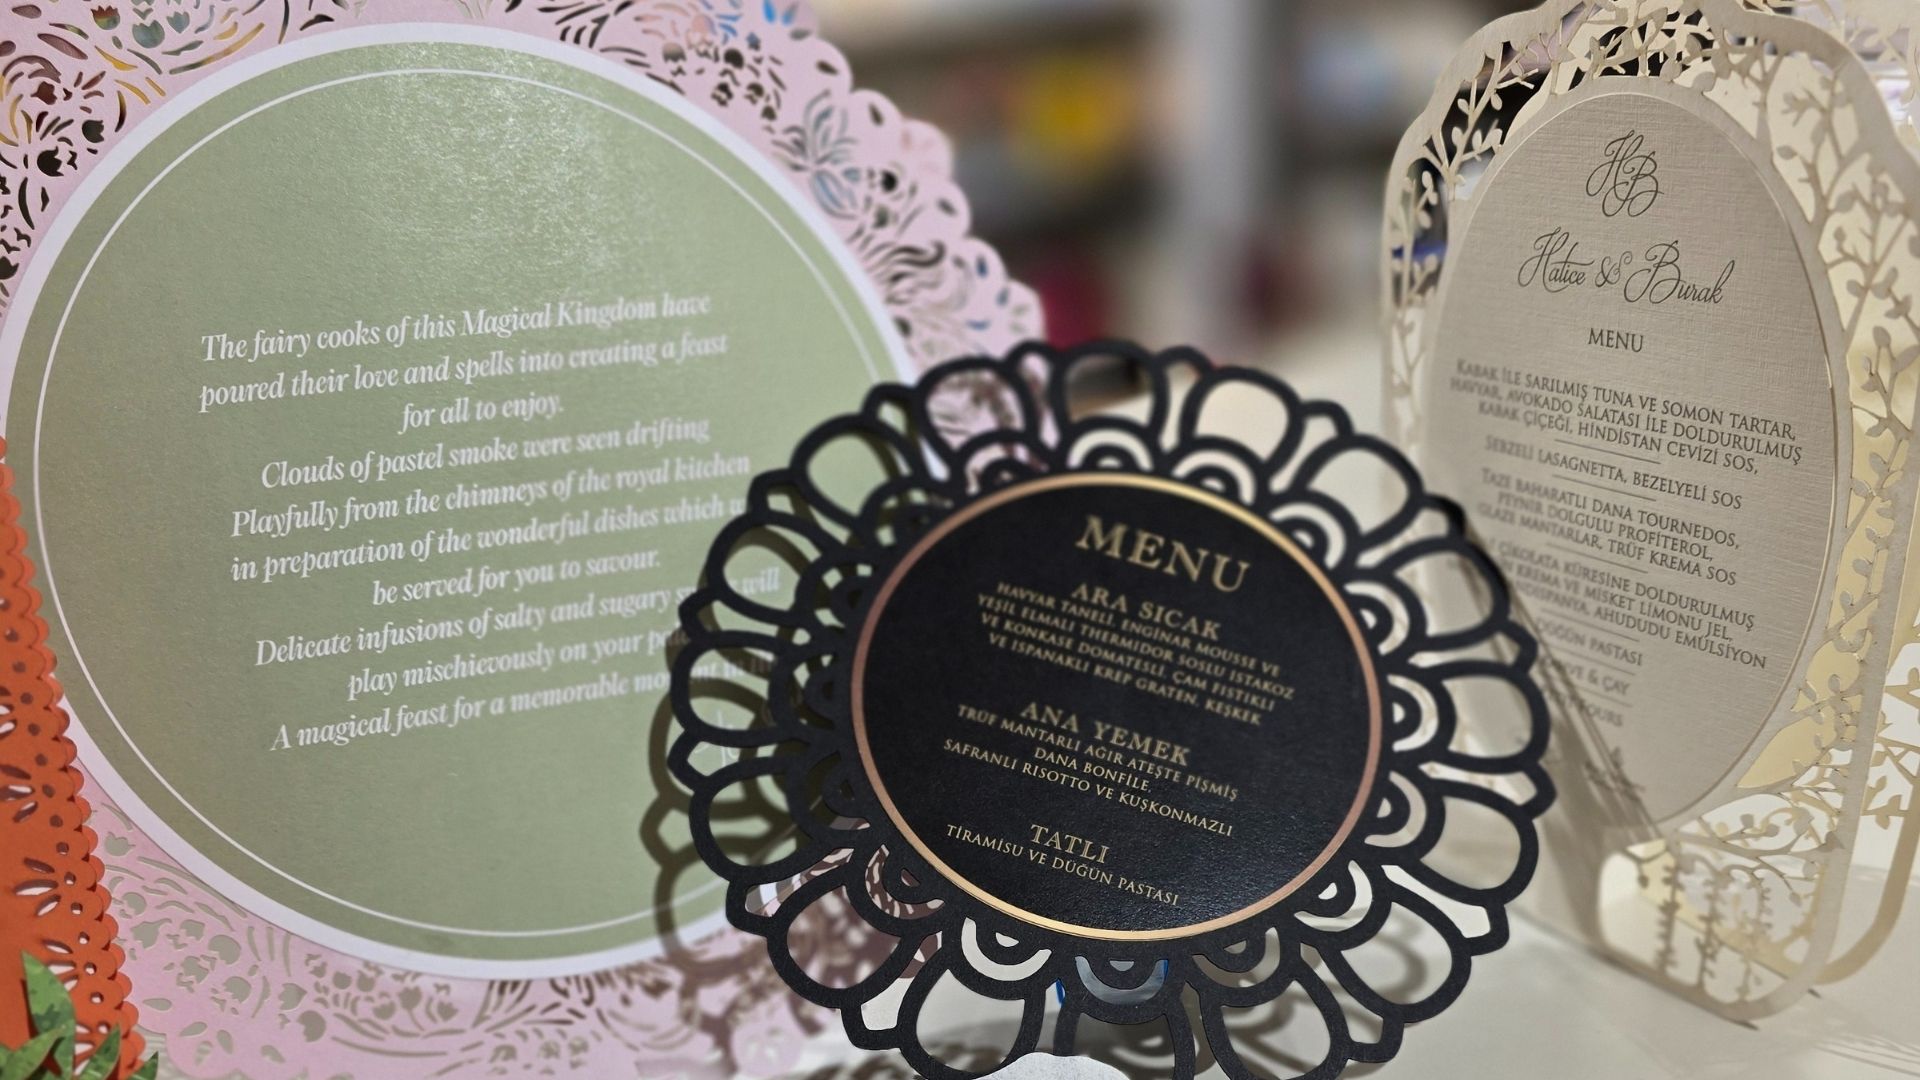 The fairy cooks of this Magical Kingdom have
poured their love and spells into creating a feast
for all to enjoy.
Clouds of pastel smoke were seen drifting
Playfully from the chimneys of the royal kitchen
in preparation of the wonderful dishes which
be served for you to savour.
Delicate infusions of salty and sugary will
play mischievously on your
A magical feast for a memorable
MENU
ARA SICAK
HAVYAR TANELİ, ENGİNAR MOUSSE VE
YEŞİL ELMALI THERMIDOR SOSLU ISTAKOZ
VE KONKASE DOMATESLİ, ÇAM FISTIKLI
VE ISPANAKLI KREP GRATEN, KEŞKEK
ANA YEMEK
TRÜF MANTARLI AĞIR ATEŞTE PİŞMİŞ
DANA BONFİLE,
SAFRANLI RISOTTO VE KUŞKONMAZLI
TATLI
TİRAMİSU VE DÜĞÜN PASTASI
HB
Hatice & Burak
MENU
KABAK İLE SARILMIŞ TUNA VE SOMON TARTAR,
HAVYAR, AVOKADO SALATASI İLE DOLDURULMUŞ
KABAK ÇİÇEĞİ, HİNDİSTAN CEVİZİ SOS,
SEBZELİ LASAGNETTA, BEZELYELİ SOS
TAZE BAHARATLI DANA TOURNEDOS,
PEYNİR DOLGULU PROFİTEROL,
GLAZE MANTARLAR, TRÜF KREMA SOS
ÇİKOLATA KÜRESİNE DOLDURULMUŞ
KREMA VE MİSKET LİMONU JEL,
AHUDUDU EMÜLSİYON
DÜĞÜN PASTASI
& ÇAY